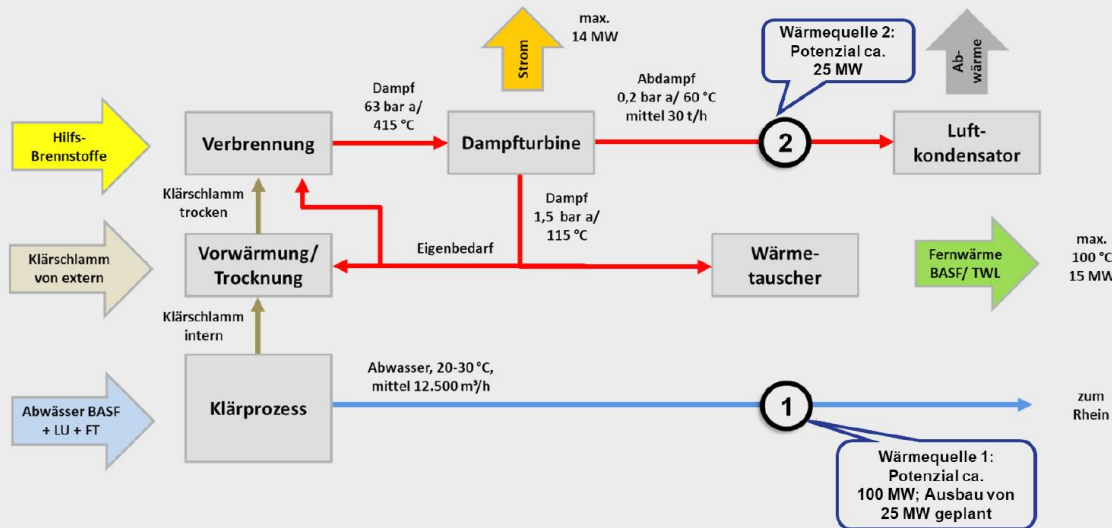 max.
14 MW
Strom
Wärmequelle 2:
Potenzial ca.
25 MW
Ab-
wärme
Dampf
63 bar a/
415 °C
Abdampf
0,2 bar a/ 60 °C
mittel 30 t/h
Hilfs-
Brennstoffe
Verbrennung
Dampfturbine
2
Luft-
kondensator
Klärschlamm
trocken
Dampf
1,5 bar a/
115 °C
Klärschlamm
von extern
Vorwärmung/
Trocknung
Eigenbedarf
Wärme-
tauscher
Fernwärme
BASF/ TWL
max.
100 °C
15 MW
Klärschlamm
intern
Abwasser, 20-30 °C,
mittel 12.500 m³/h
Abwässer BASF
+ LU + FT
Klärprozess
1
zum
Rhein
Wärmequelle 1:
Potenzial ca.
100 MW; Ausbau von
25 MW geplant